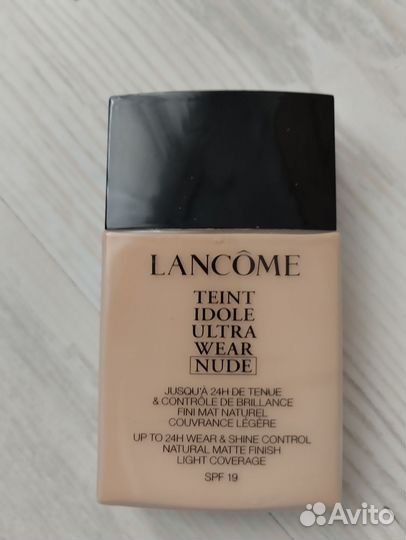 LANCÔME
TEINT
IDOLE
ULTRA
WEAR
NUDE
JUSQU'À 24H DE TENUE
& CONTRÔLE DE BRILLANCE
FINI MAT NATUREL
COUVRANCE LÉGÈRE
UP TO 24H WEAR & SHINE CONTROL
NATURAL MATTE FINISH
LIGHT COVERAGE
SPF 19
Avito